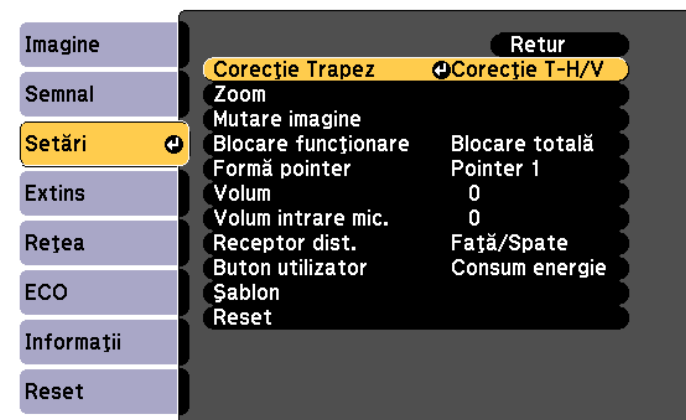 Imagine
Semnal
Setări
Extins
Reţea
ECO
Informaţii
Reset
Retur
Corecţie Trapez Corecţie T-H/V
Zoom
Mutare imagine
Blocare funcţionare Blocare totală
Formă pointer Pointer 1
Volum 0
Volum intrare mic. 0
Receptor dist. Faţă/Spate
Buton utilizator Consum energie
Şablon
Reset